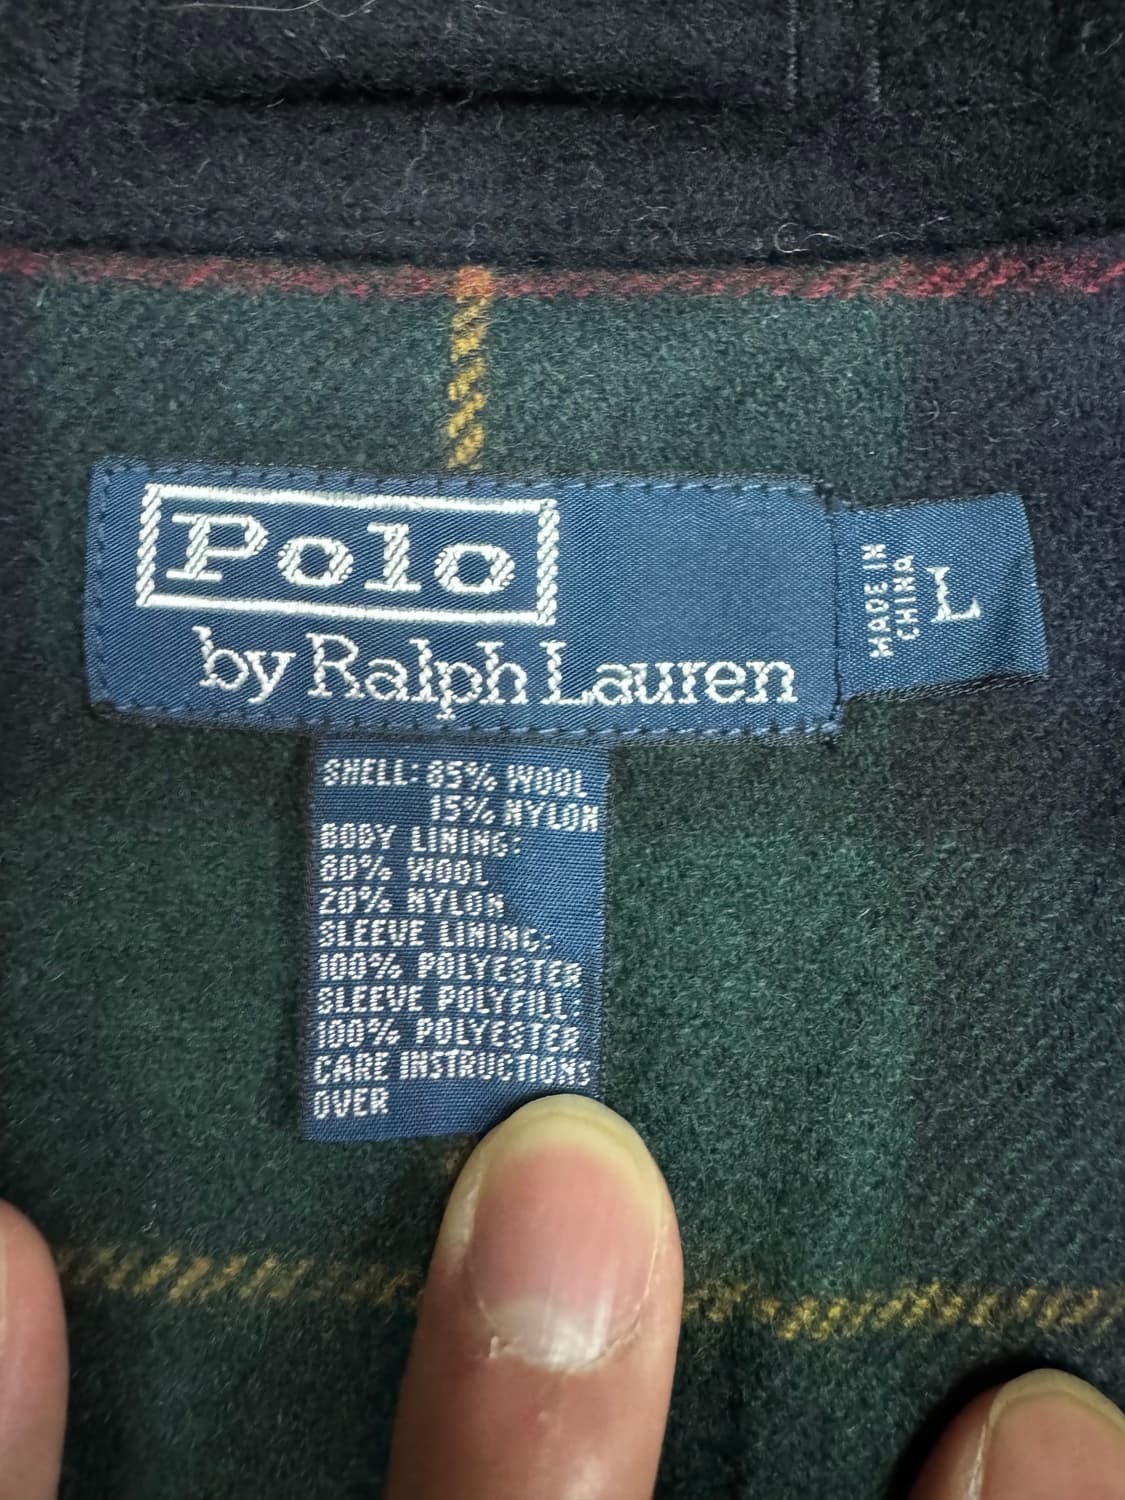 Polo
by Ralph Lauren
MADE IN
CHINA
L
SHELL: 85% WOOL
15% NYLON
BODY LINING:
80% WOOL
20% NYLON
SLEEVE LINING:
100% POLYESTER
SLEEVE POLYFILL:
100% POLYESTER
CARE INSTRUCTIONS
OVER